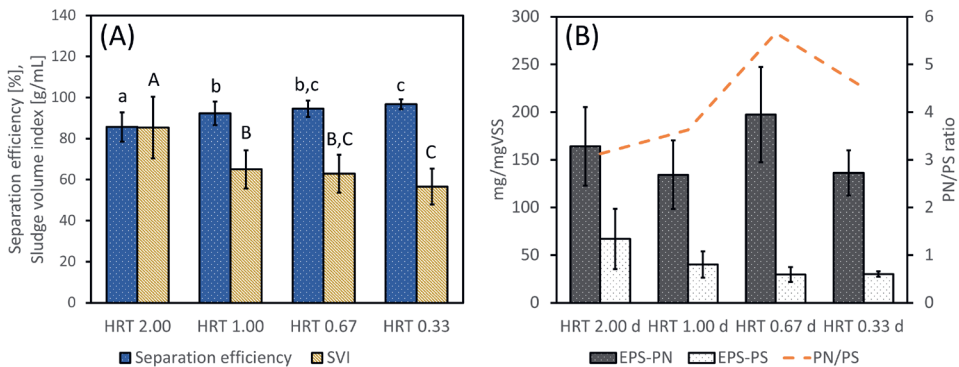 (A)
Separation efficiency [%],
Sludge volume index [g/mL]
140
120
100
80
60
40
20
0
a
A
b
B
b,c
B,C
c
C
HRT 2.00 HRT 1.00 HRT 0.67 HRT 0.33
Separation efficiency SVI
(B)
mg/mgVSS
300
250
200
150
100
50
0
PN/PS ratio
6
5
4
3
2
1
0
HRT 2.00 d HRT 1.00 d HRT 0.67 d HRT 0.33 d
EPS-PN EPS-PS PN/PS